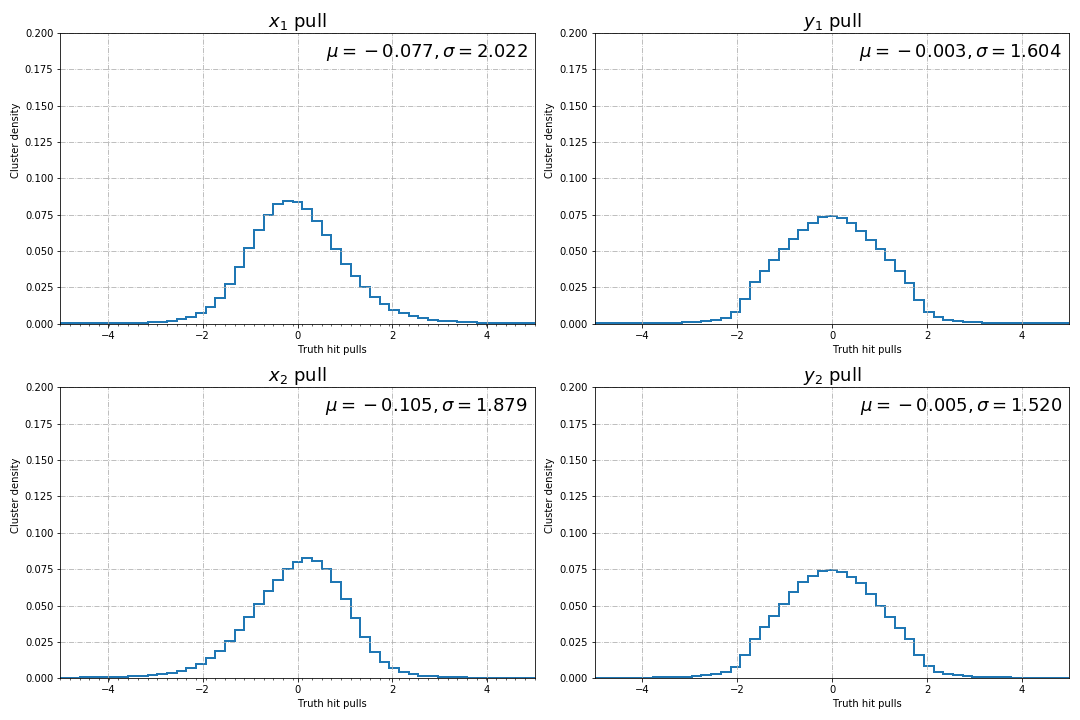 x₁ pull
μ = −0.077, σ = 2.022
Cluster density
0.200
0.175
0.150
0.125
0.100
0.075
0.050
0.025
0.000
−4 −2 0 2 4
Truth hit pulls
y₁ pull
μ = −0.003, σ = 1.604
Cluster density
0.200
0.175
0.150
0.125
0.100
0.075
0.050
0.025
0.000
−4 −2 0 2 4
Truth hit pulls
x₂ pull
μ = −0.105, σ = 1.879
Cluster density
0.200
0.175
0.150
0.125
0.100
0.075
0.050
0.025
0.000
−4 −2 0 2 4
Truth hit pulls
y₂ pull
μ = −0.005, σ = 1.520
Cluster density
0.200
0.175
0.150
0.125
0.100
0.075
0.050
0.025
0.000
−4 −2 0 2 4
Truth hit pulls